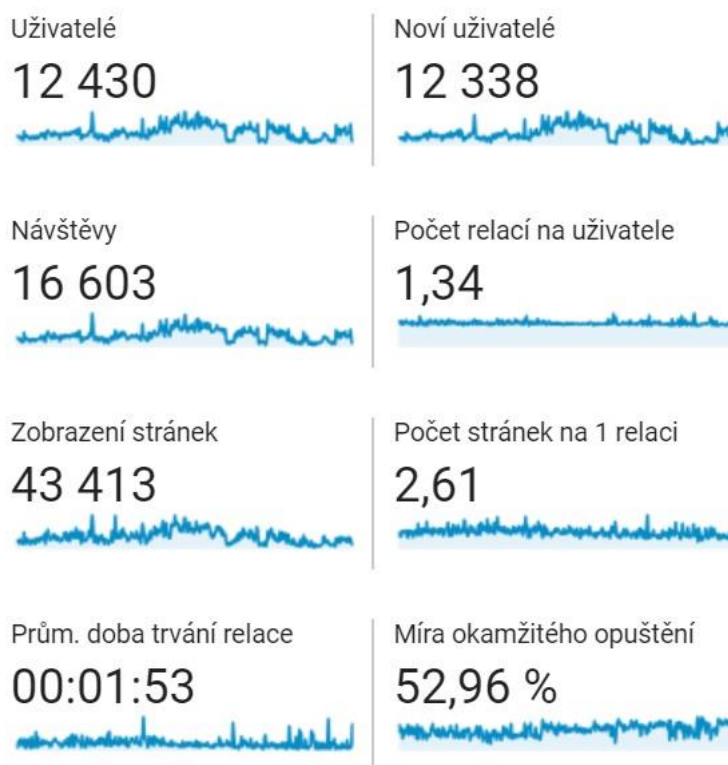 Uživatelé
12 430
Noví uživatelé
12 338
Návštěvy
16 603
Počet relací na uživatele
1,34
Zobrazení stránek
43 413
Počet stránek na 1 relaci
2,61
Prům. doba trvání relace
00:01:53
Míra okamžitého opuštění
52,96 %